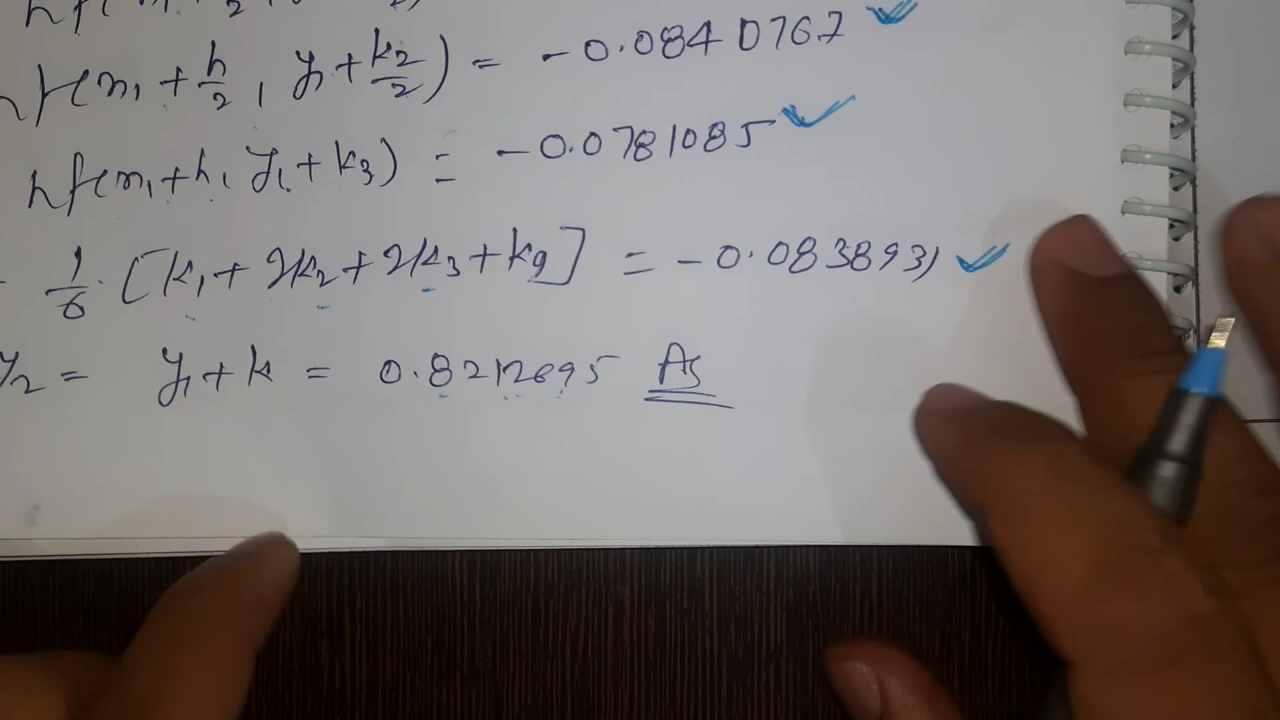 hf(x₁ + h/2, y₁ + k₂/2) = -0.0840767
hf(x₁+h, y₁+k₃) = -0.0781085
1/6 [k₁+2k₂+2k₃+k₄] = -0.0838931
y₂ = y₁+k = 0.8212695 Ans